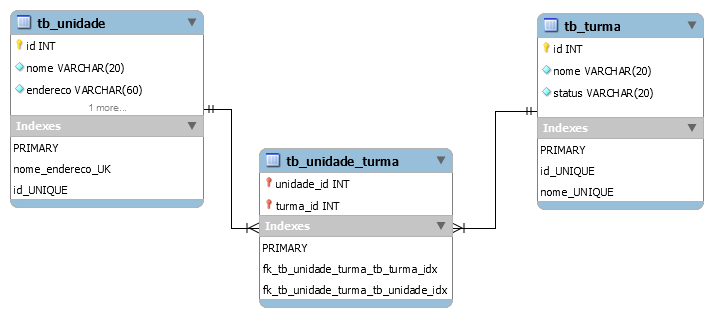 tb_unidade
id INT
nome VARCHAR(20)
endereco VARCHAR(60)
1 more...
Indexes
PRIMARY
nome_endereco_UK
id_UNIQUE
tb_turma
id INT
nome VARCHAR(20)
status VARCHAR(20)
Indexes
PRIMARY
id_UNIQUE
nome_UNIQUE
tb_unidade_turma
unidade_id INT
turma_id INT
Indexes
PRIMARY
fk_tb_unidade_turma_tb_turma_idx
fk_tb_unidade_turma_tb_unidade_idx